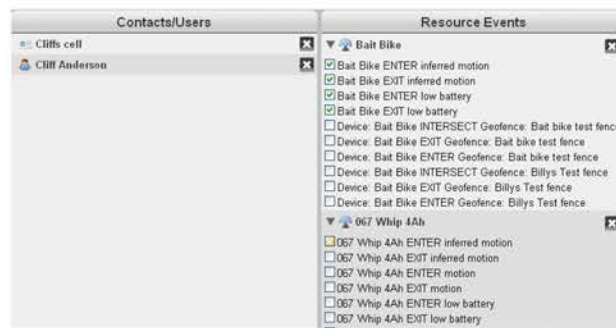 Contacts/Users
Cliffs cell
Cliff Anderson
Resource Events
Bait Bike
Bait Bike ENTER inferred motion
Bait Bike EXIT inferred motion
Bait Bike ENTER low battery
Bait Bike EXIT low battery
Device: Bait Bike INTERSECT Geofence: Bait bike test fence
Device: Bait Bike EXIT Geofence: Bait bike test fence
Device: Bait Bike ENTER Geofence: Bait bike test fence
Device: Bait Bike INTERSECT Geofence: Billys Test fence
Device: Bait Bike EXIT Geofence: Billys Test fence
Device: Bait Bike ENTER Geofence: Billys Test fence
067 Whip 4Ah
067 Whip 4Ah ENTER inferred motion
067 Whip 4Ah EXIT inferred motion
067 Whip 4Ah ENTER motion
067 Whip 4Ah EXIT motion
067 Whip 4Ah ENTER low battery
067 Whip 4Ah EXIT low battery